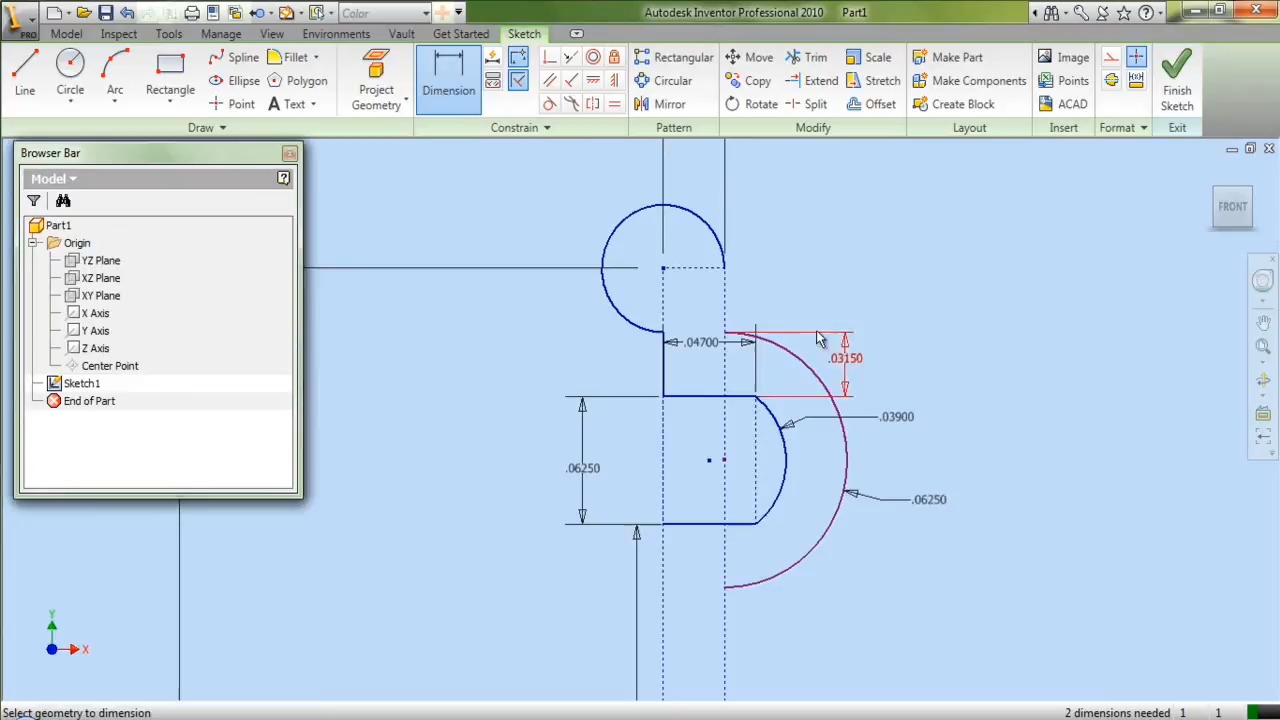 Color
Autodesk Inventor Professional 2010 Part1
PRO
Model Inspect Tools Manage View Environments Vault Get Started Sketch
Line
Circle
Arc
Rectangle
Spline Fillet
Ellipse Polygon
Point Text
Project
Geometry
Dimension
Rectangular
Circular
Mirror
Move Trim Scale
Copy Extend Stretch
Rotate Split Offset
Make Part
Make Components
Create Block
Image
Points
ACAD
Finish
Sketch
Draw Constrain Pattern Modify Layout Insert Format Exit
Browser Bar
Model
Part1
Origin
YZ Plane
XZ Plane
XY Plane
X Axis
Y Axis
Z Axis
Center Point
Sketch1
End of Part
FRONT
.04700
.03150
.03900
.06250
.06250
Y
X
Select geometry to dimension
2 dimensions needed 1 1